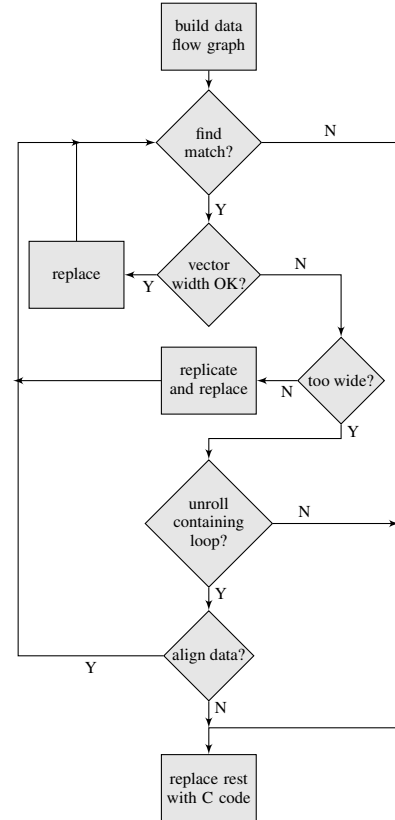 build data
flow graph
find
match?
N
Y
replace
Y
vector
width OK?
N
replicate
and replace
N
too wide?
Y
unroll
containing
loop?
N
Y
align data?
Y
N
replace rest
with C code